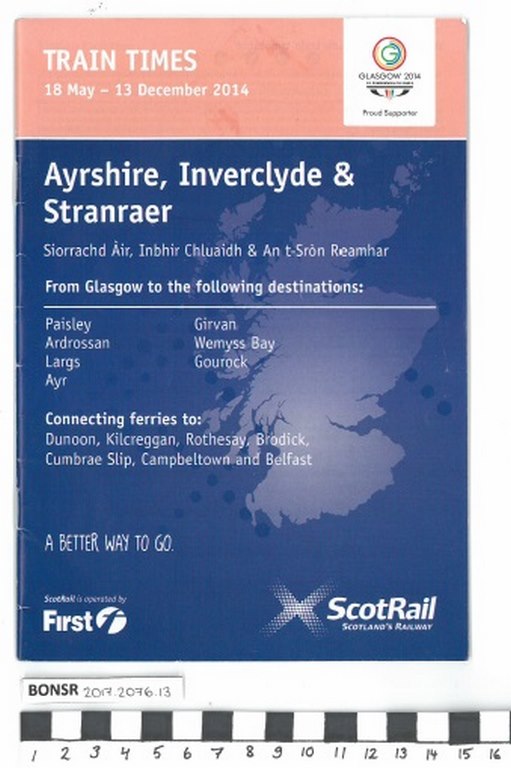 TRAIN TIMES
18 May – 13 December 2014
G
GLASGOW 2014
Proud Supporter
Ayrshire, Inverclyde &
Stranraer
Siorrachd Àir, Inbhir Chluaidh & An t-Sròn Reamhar
From Glasgow to the following destinations:
Paisley
Ardrossan
Largs
Ayr
Girvan
Wemyss Bay
Gourock
Connecting ferries to:
Dunoon, Kilcreggan, Rothesay, Brodick,
Cumbrae Slip, Campbeltown and Belfast
A BETTER WAY TO GO.
ScotRail is operated by
First
ScotRail
SCOTLAND'S RAILWAY
BONSR 2017.2076.13
1 2 3 4 5 6 7 8 9 10 11 12 13 14 15 16